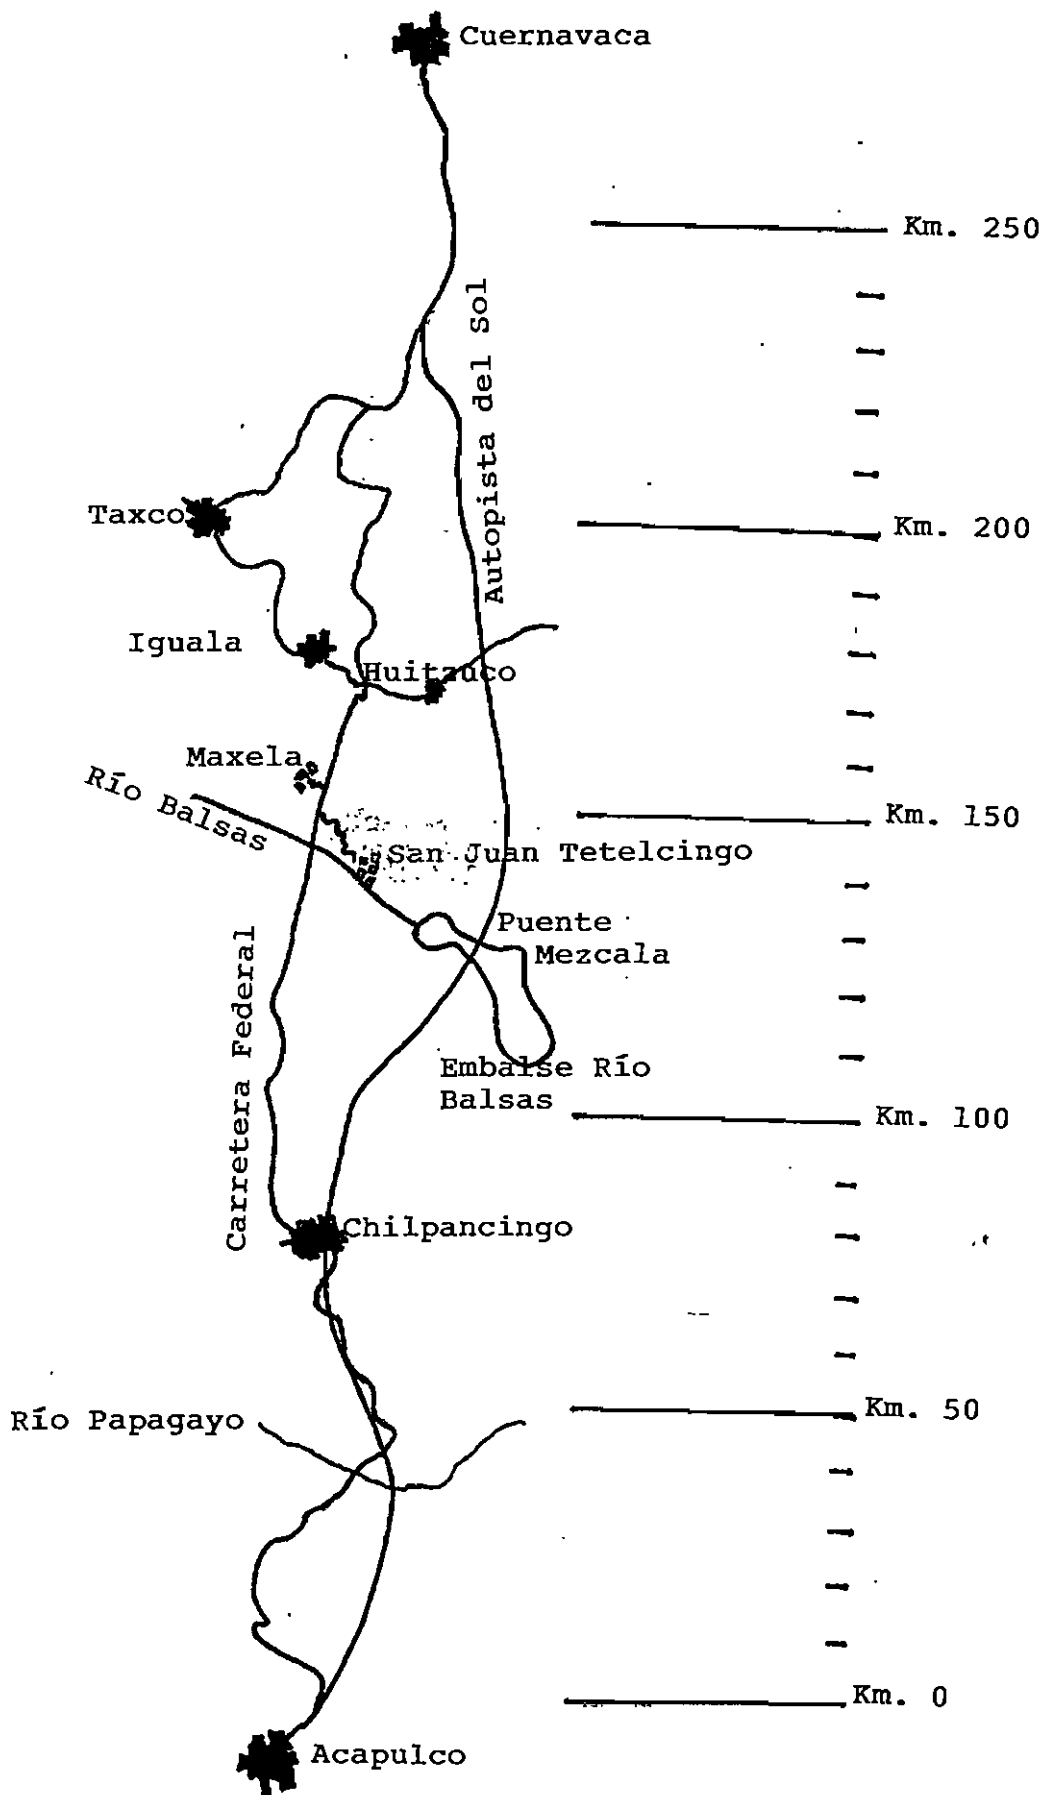 Cuernavaca
Km. 250
Autopista del Sol
Taxco
Km. 200
Iguala
Huitzuco
Maxela
Río Balsas
Km. 150
San Juan Tetelcingo
Puente
Mezcala
Carretera Federal
Embalse Río
Balsas
Km. 100
Chilpancingo
Río Papagayo
Km. 50
Km. 0
Acapulco